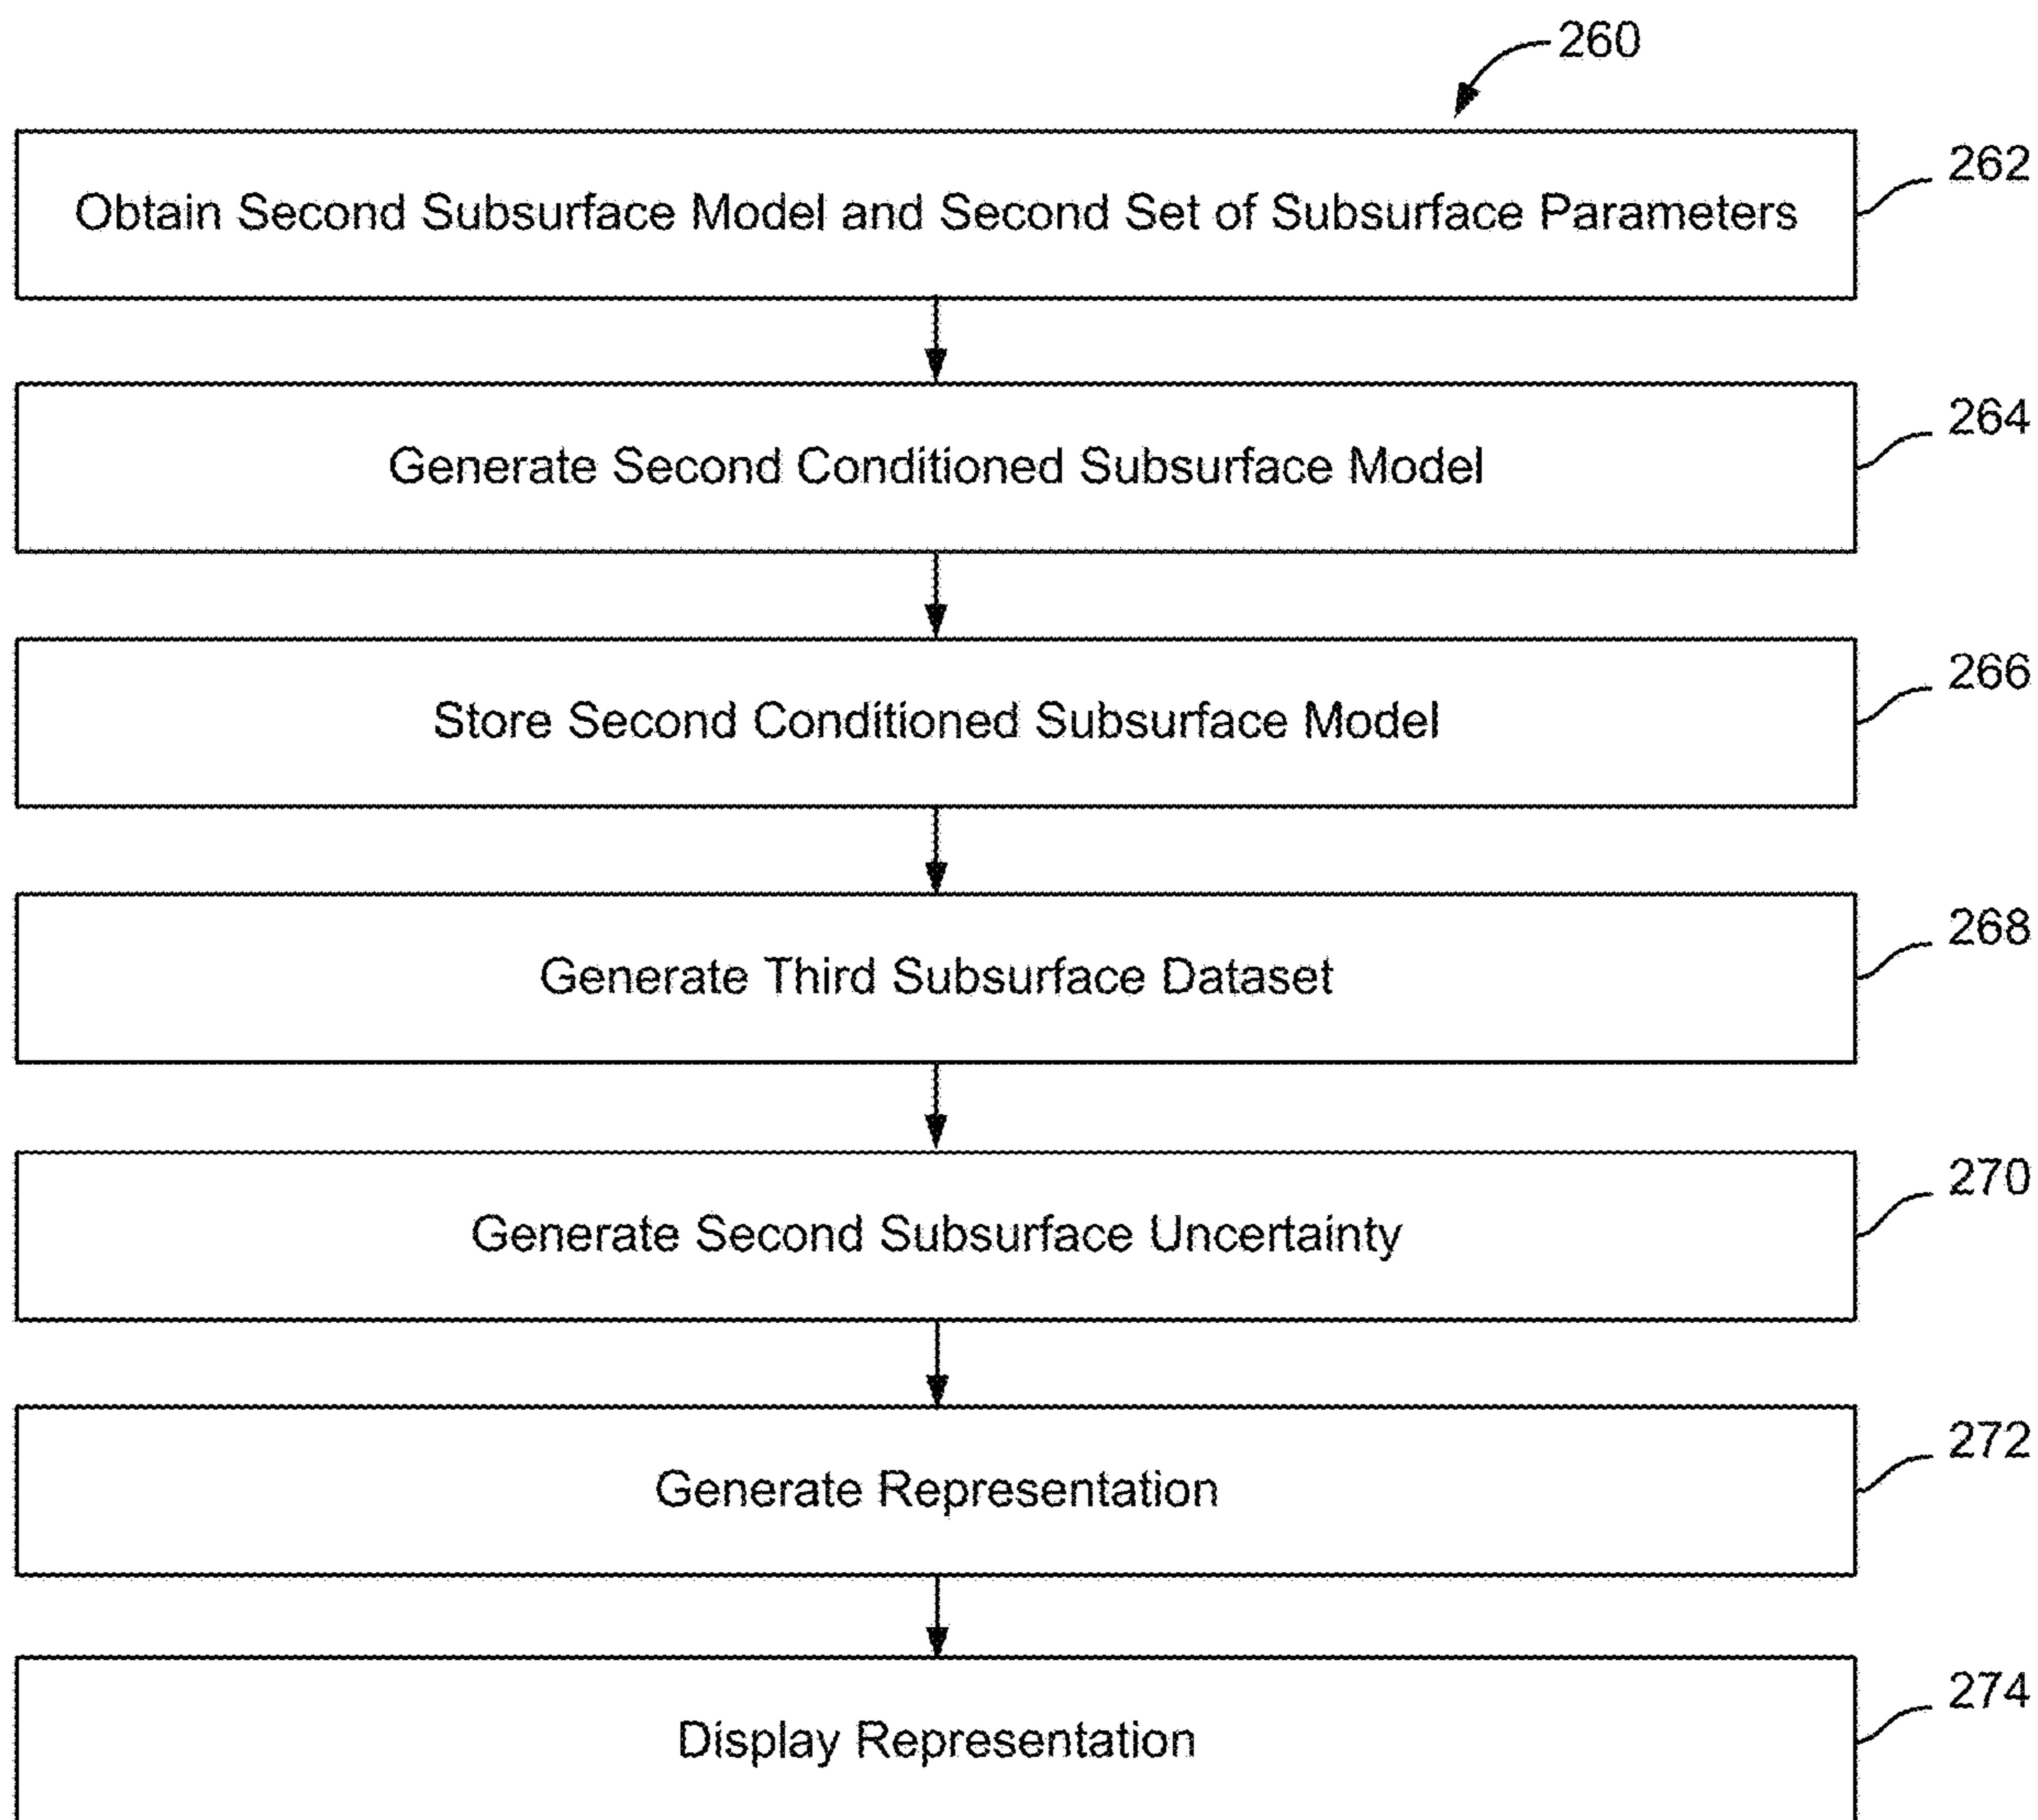 260
Obtain Second Subsurface Model and Second Set of Subsurface Parameters
262
Generate Second Conditioned Subsurface Model
264
Store Second Conditioned Subsurface Model
266
Generate Third Subsurface Dataset
268
Generate Second Subsurface Uncertainty
270
Generate Representation
272
Display Representation
274